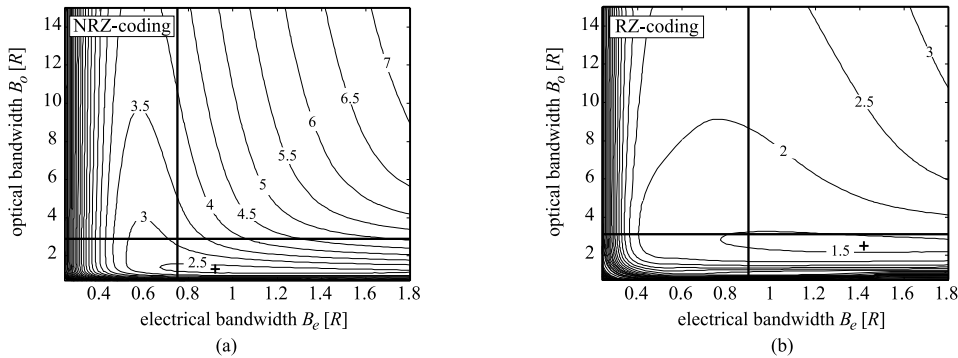 NRZ-coding
optical bandwidth B_o [R]
14
12
10
8
6
4
2
7
6.5
6
5.5
5
4.5
4
3.5
3
2.5
0.4 0.6 0.8 1 1.2 1.4 1.6 1.8
electrical bandwidth B_e [R]
(a)
RZ-coding
optical bandwidth B_o [R]
14
12
10
8
6
4
2
3
2.5
2
1.5
0.4 0.6 0.8 1 1.2 1.4 1.6 1.8
electrical bandwidth B_e [R]
(b)